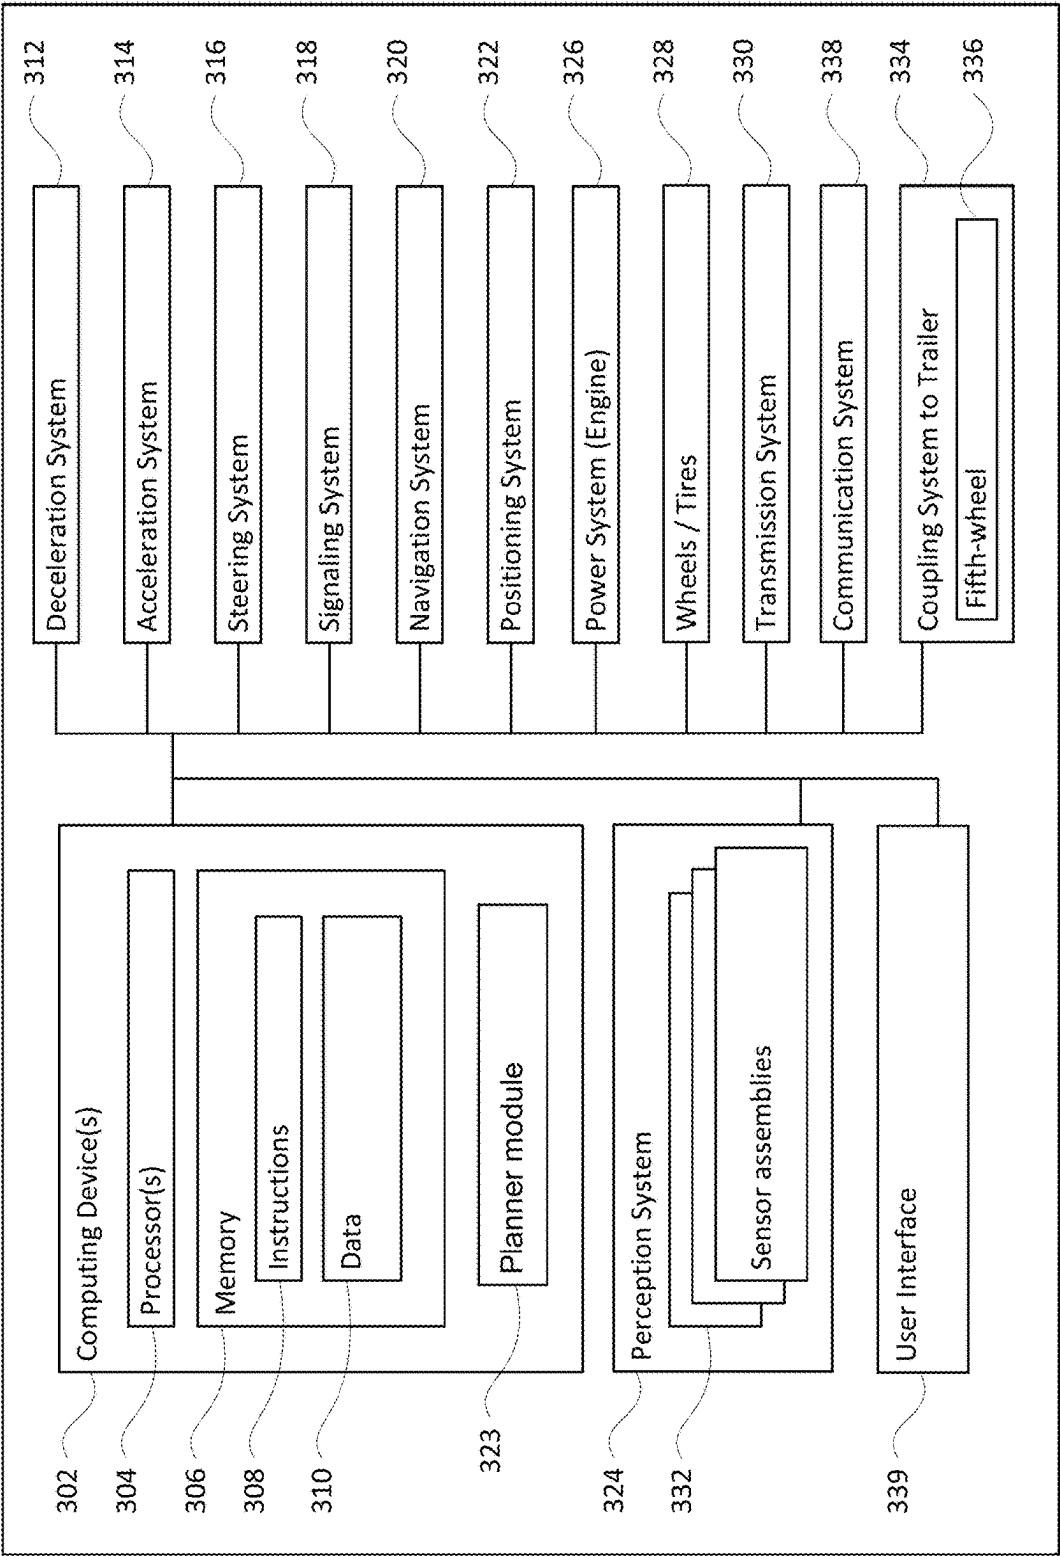 302
Computing Device(s)
304
Processor(s)
306
Memory
308
Instructions
310
Data
323
Planner module
324
Perception System
332
Sensor assemblies
339
User Interface
Deceleration System
312
Acceleration System
314
Steering System
316
Signaling System
318
Navigation System
320
Positioning System
322
Power System (Engine)
326
Wheels / Tires
328
Transmission System
330
Communication System
338
Coupling System to Trailer
334
Fifth-wheel
336